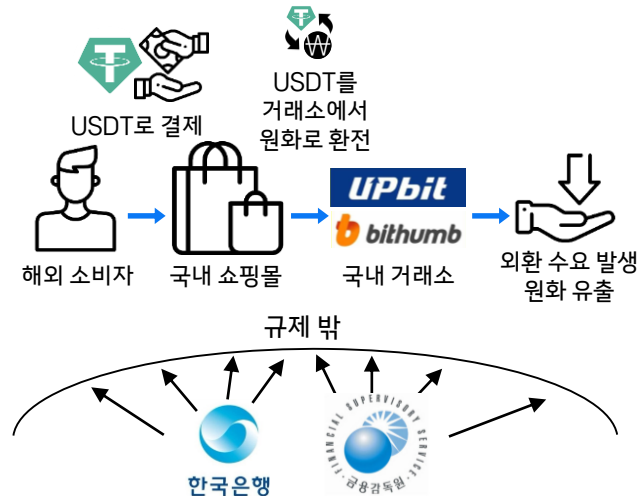 USDT로 결제
USDT를
거래소에서
원화로 환전
UPbit
bithumb
해외 소비자
국내 쇼핑몰
국내 거래소
외환 수요 발생
원화 유출
규제 밖
한국은행
FINANCIAL SUPERVISORY SERVICE
금융감독원